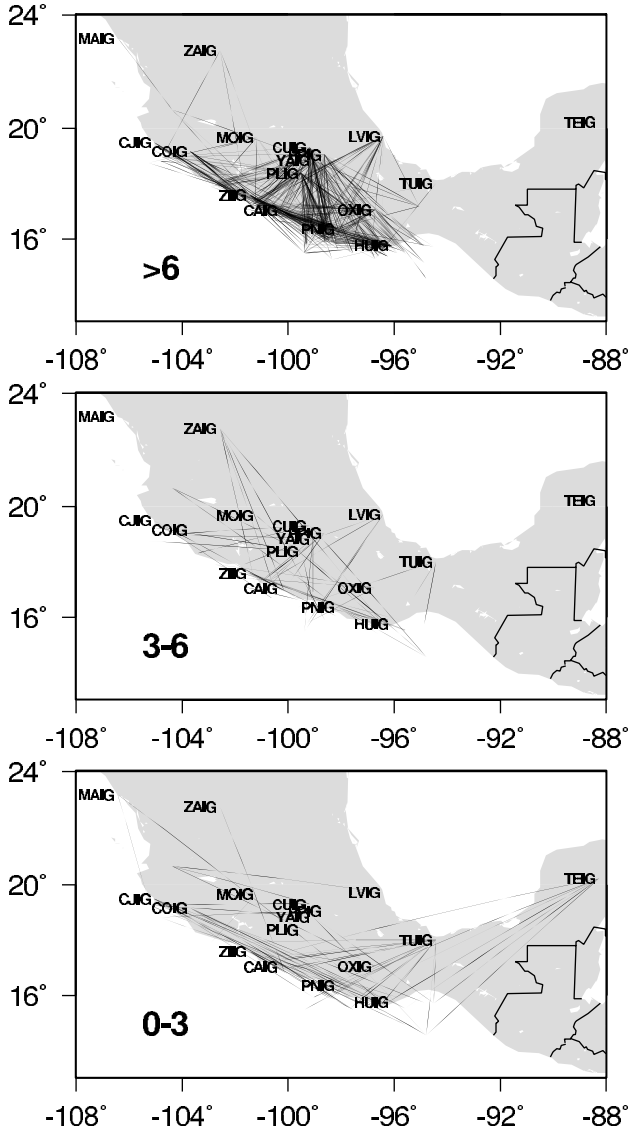 24°
MAIG
ZAIG
20°
CJIG
COIG
MOIG
CUIG
YAIG
PLIG
LVIG
TEIG
TUIG
ZIIG
CAIG
OXIG
PNIG
16°
HUIG
>6
-108° -104° -100° -96° -92° -88°
24°
MAIG
ZAIG
20°
CJIG
COIG
MOIG
CUIG
YAIG
PLIG
LVIG
TEIG
TUIG
ZIIG
CAIG
OXIG
PNIG
16°
HUIG
3-6
-108° -104° -100° -96° -92° -88°
24°
MAIG
ZAIG
20°
CJIG
COIG
MOIG
CUIG
YAIG
PLIG
LVIG
TEIG
TUIG
ZIIG
CAIG
OXIG
PNIG
16°
HUIG
0-3
-108° -104° -100° -96° -92° -88°